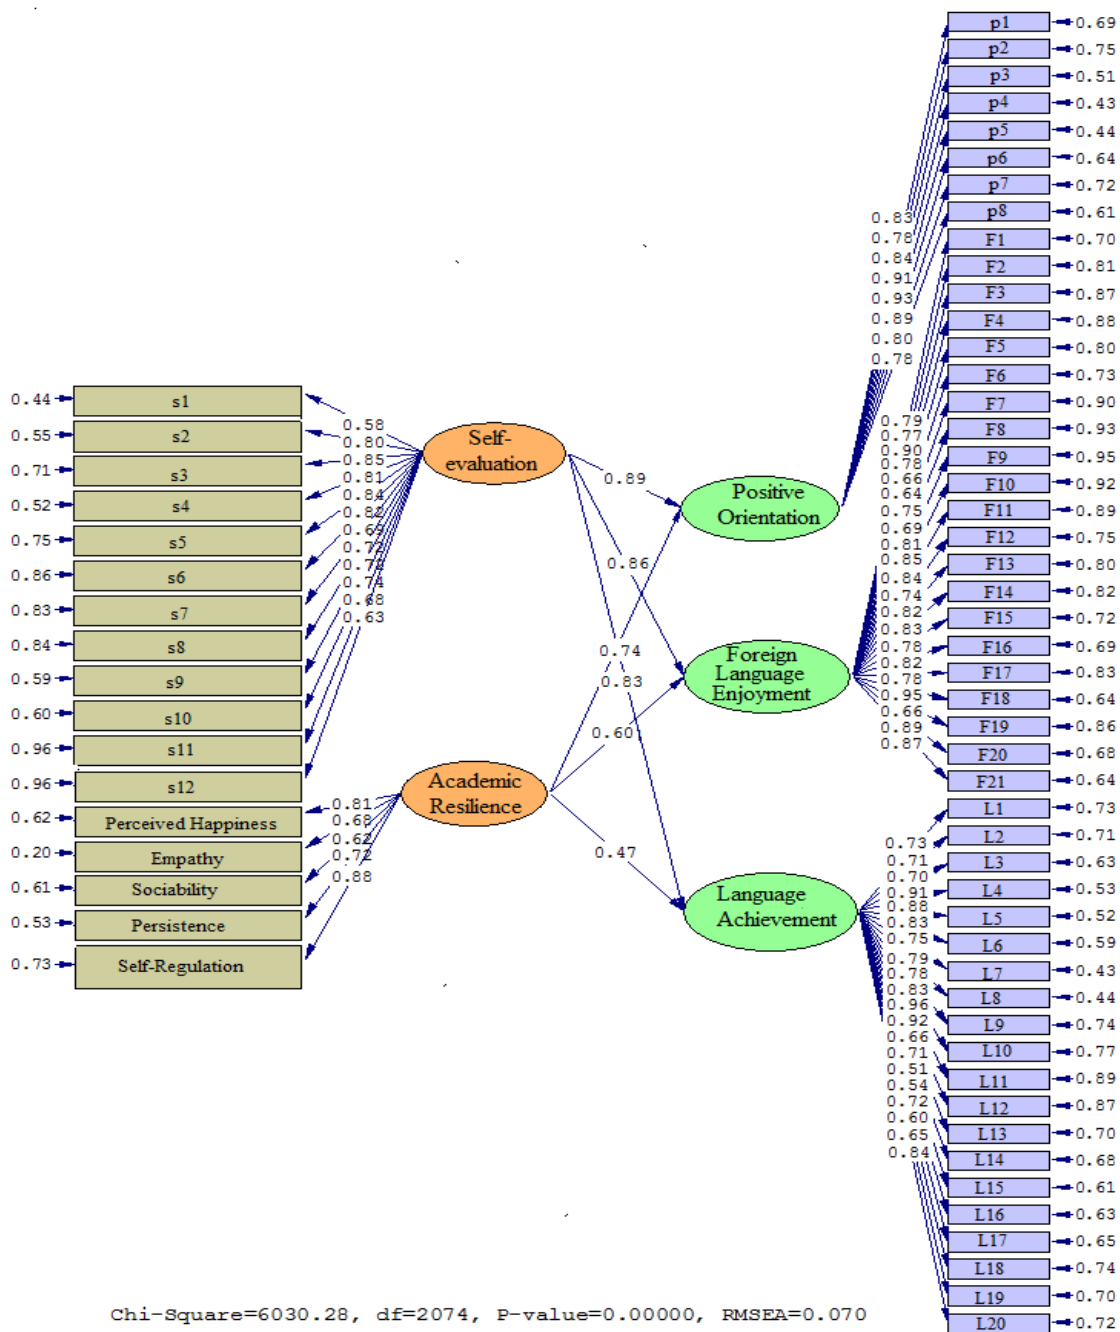 0.44
s1
0.55
s2
0.71
s3
0.52
s4
0.75
s5
0.86
s6
0.83
s7
0.84
s8
0.59
s9
0.60
s10
0.96
s11
0.96
s12
0.62
Perceived Happiness
0.20
Empathy
0.61
Sociability
0.53
Persistence
0.73
Self-Regulation
0.58
0.80
0.85
0.81
0.84
0.82
0.69
0.72
0.72
0.74
0.68
0.63
0.81
0.68
0.62
0.72
0.88
Self-
evaluation
Academic
Resilience
0.89
0.86
0.74
0.83
0.60
0.47
Positive
Orientation
Foreign
Language
Enjoyment
Language
Achievement
0.83
0.78
0.84
0.91
0.93
0.89
0.80
0.78
0.79
0.77
0.90
0.78
0.66
0.64
0.75
0.69
0.81
0.85
0.84
0.74
0.82
0.83
0.78
0.82
0.78
0.95
0.66
0.89
0.87
0.73
0.71
0.70
0.91
0.88
0.83
0.75
0.79
0.78
0.83
0.96
0.92
0.66
0.71
0.51
0.54
0.72
0.60
0.65
0.84
p1 0.69
p2 0.75
p3 0.51
p4 0.43
p5 0.44
p6 0.64
p7 0.72
p8 0.61
F1 0.70
F2 0.81
F3 0.87
F4 0.88
F5 0.80
F6 0.73
F7 0.90
F8 0.93
F9 0.95
F10 0.92
F11 0.89
F12 0.75
F13 0.80
F14 0.82
F15 0.72
F16 0.69
F17 0.83
F18 0.64
F19 0.86
F20 0.68
F21 0.64
L1 0.73
L2 0.71
L3 0.63
L4 0.53
L5 0.52
L6 0.59
L7 0.43
L8 0.44
L9 0.74
L10 0.77
L11 0.89
L12 0.87
L13 0.70
L14 0.68
L15 0.61
L16 0.63
L17 0.65
L18 0.74
L19 0.70
L20 0.72
Chi-Square=6030.28, df=2074, P-value=0.00000, RMSEA=0.070